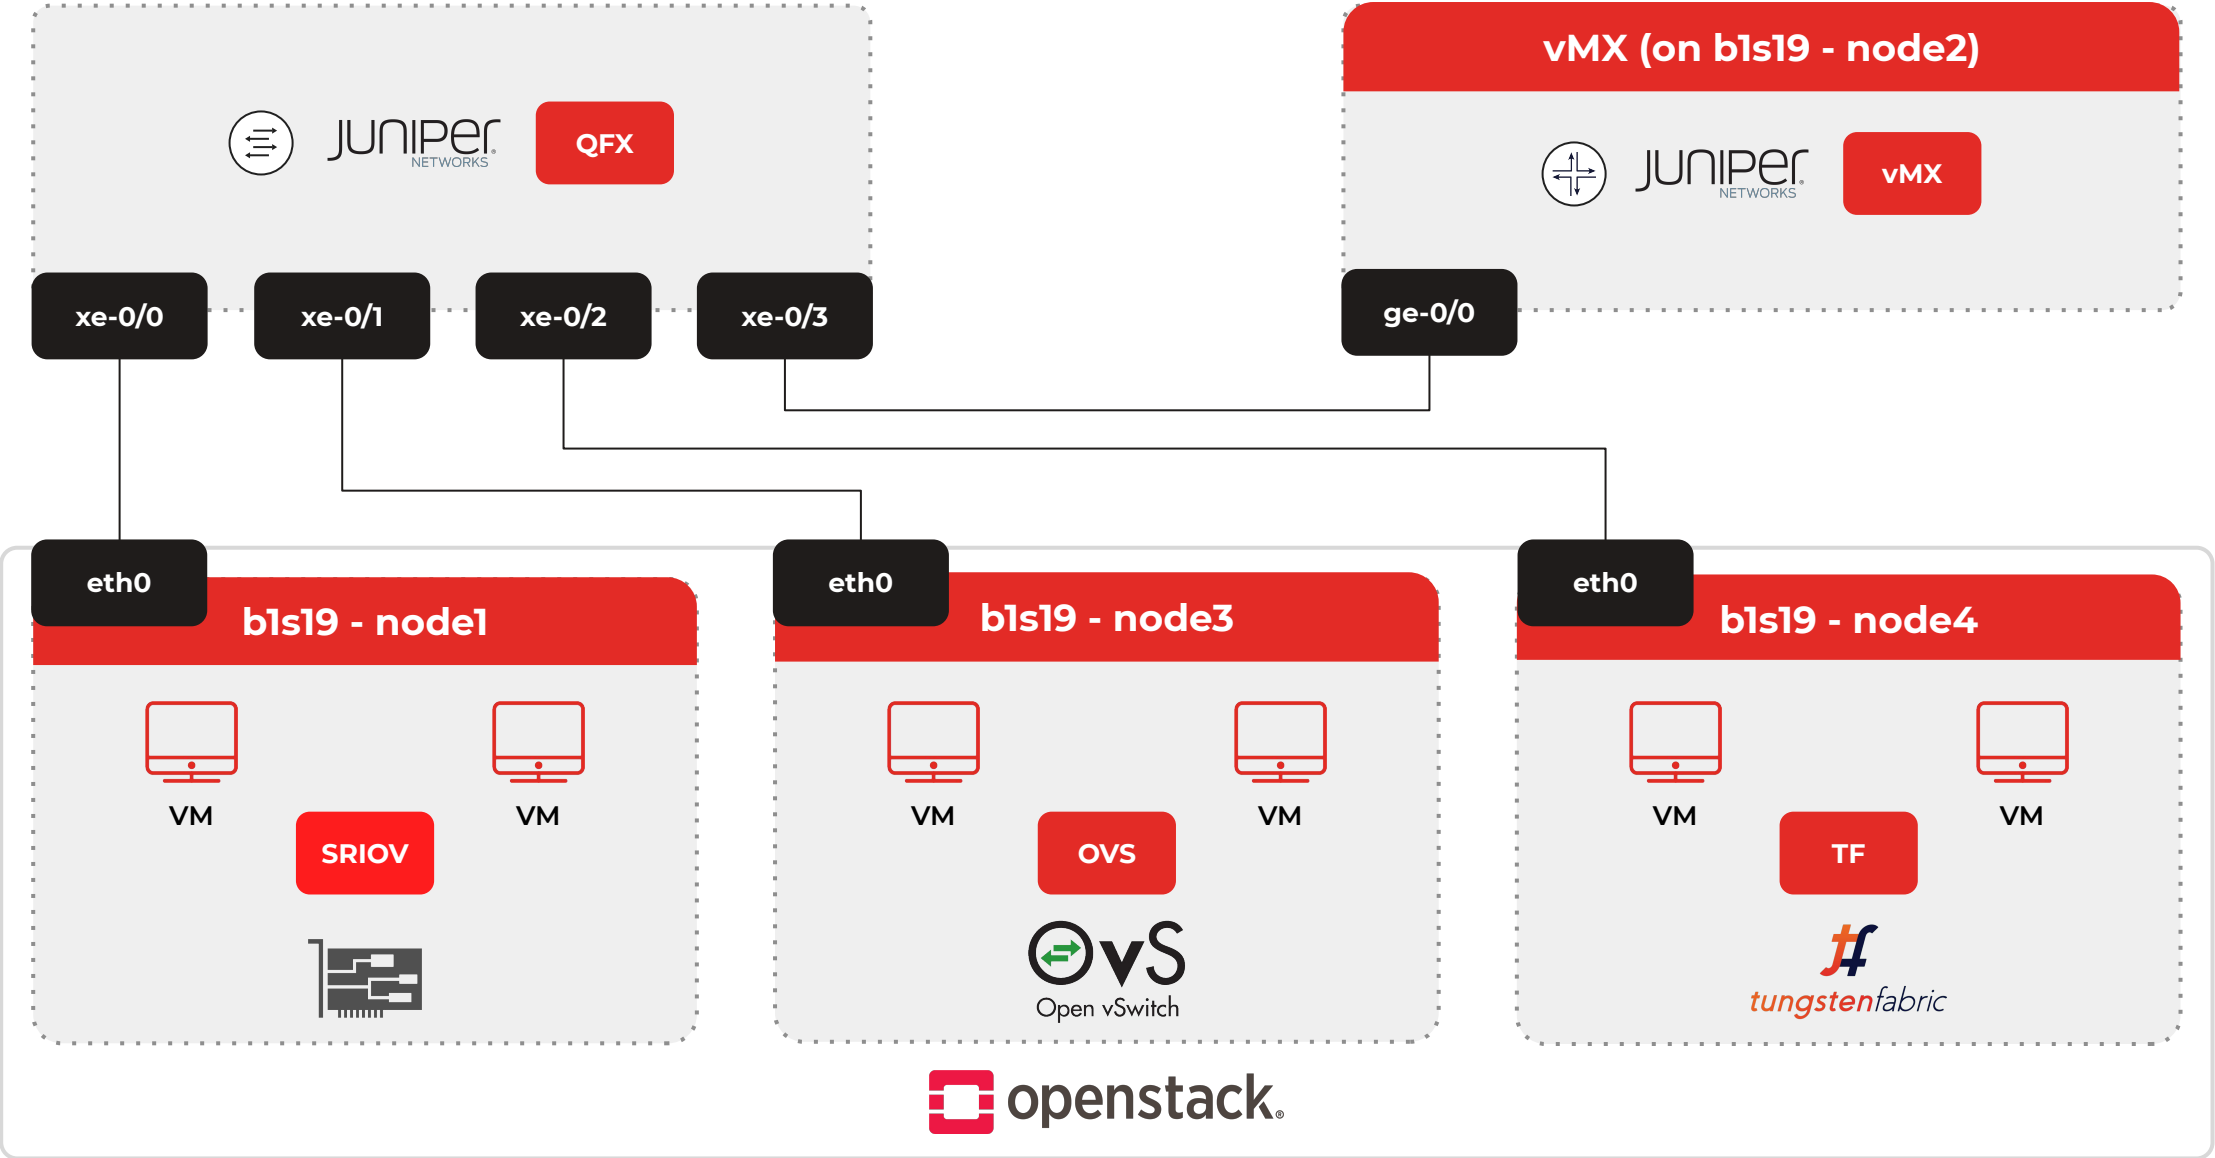 vMX (on b1s19 - node2)
JUNIPEr
NETWORKS
QFX
JUNIPEr
NETWORKS
vMX
xe-0/0
xe-0/1
xe-0/2
xe-0/3
ge-0/0
eth0
eth0
eth0
b1s19 - node1
b1s19 - node3
b1s19 - node4
VM
VM
VM
VM
VM
VM
SRIOV
OVS
TF
OvS
Open vSwitch
tf
tungstenfabric
openstack®